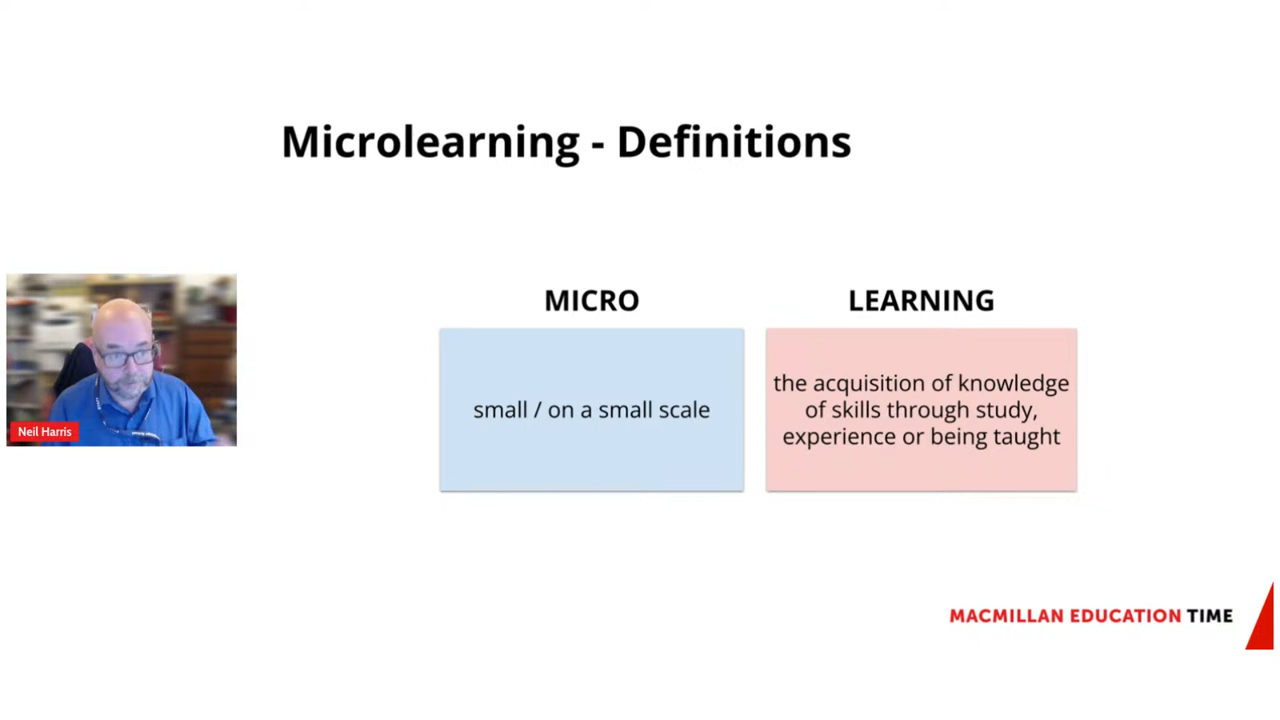 Microlearning - Definitions
MICRO
small / on a small scale
LEARNING
the acquisition of knowledge
of skills through study,
experience or being taught
Neil Harris
MACMILLAN EDUCATION TIME